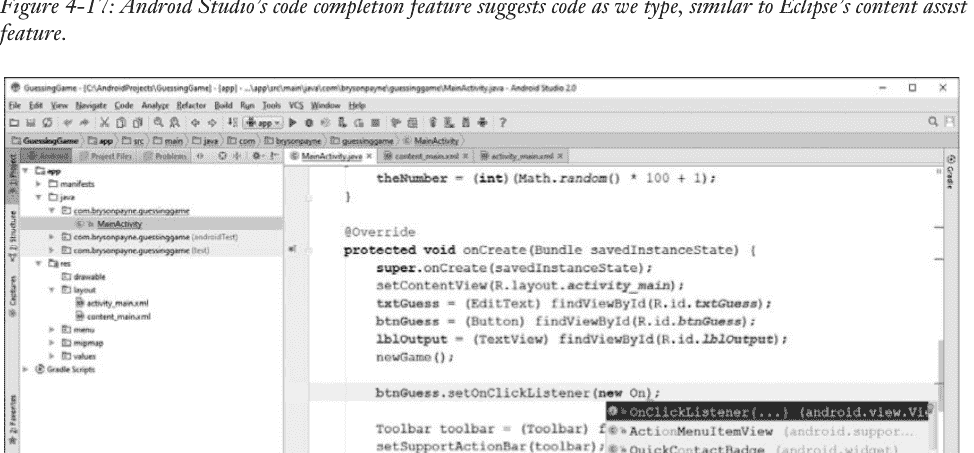 Figure 4-17: Android Studio's code completion feature suggests code as we type, similar to Eclipse's content assist
feature.
GuessingGame - [C:\AndroidProjects\GuessingGame] - [app] - ...\app\src\main\java\com\brysonpayne\guessinggame\MainActivity.java - Android Studio 2.0
File Edit View Navigate Code Analyze Refactor Build Run Tools VCS Window Help
app
GuessingGame app src main java com brysonpayne guessinggame MainActivity
Android Project Files Problems
MainActivity.java content_main.xml activity_main.xml
1: Project
Z: Structure
Captures
2: Favorites
Gradle
app
manifests
java
com.brysonpayne.guessinggame
MainActivity
com.brysonpayne.guessinggame (androidTest)
com.brysonpayne.guessinggame (test)
res
drawable
layout
activity_main.xml
content_main.xml
menu
mipmap
values
Gradle Scripts
theNumber = (int)(Math.random() * 100 + 1);
}
@Override
protected void onCreate(Bundle savedInstanceState) {
super.onCreate(savedInstanceState);
setContentView(R.layout.activity_main);
txtGuess = (EditText) findViewById(R.id.txtGuess);
btnGuess = (Button) findViewById(R.id.btnGuess);
lblOutput = (TextView) findViewById(R.id.lblOutput);
newGame();
btnGuess.setOnClickListener(new On);
OnClickListener{...} (android.view.Vi
Toolbar toolbar = (Toolbar) f
ActionMenuItemView (android.suppor...
setSupportActionBar(toolbar);
QuickContactBadge (android.widget)